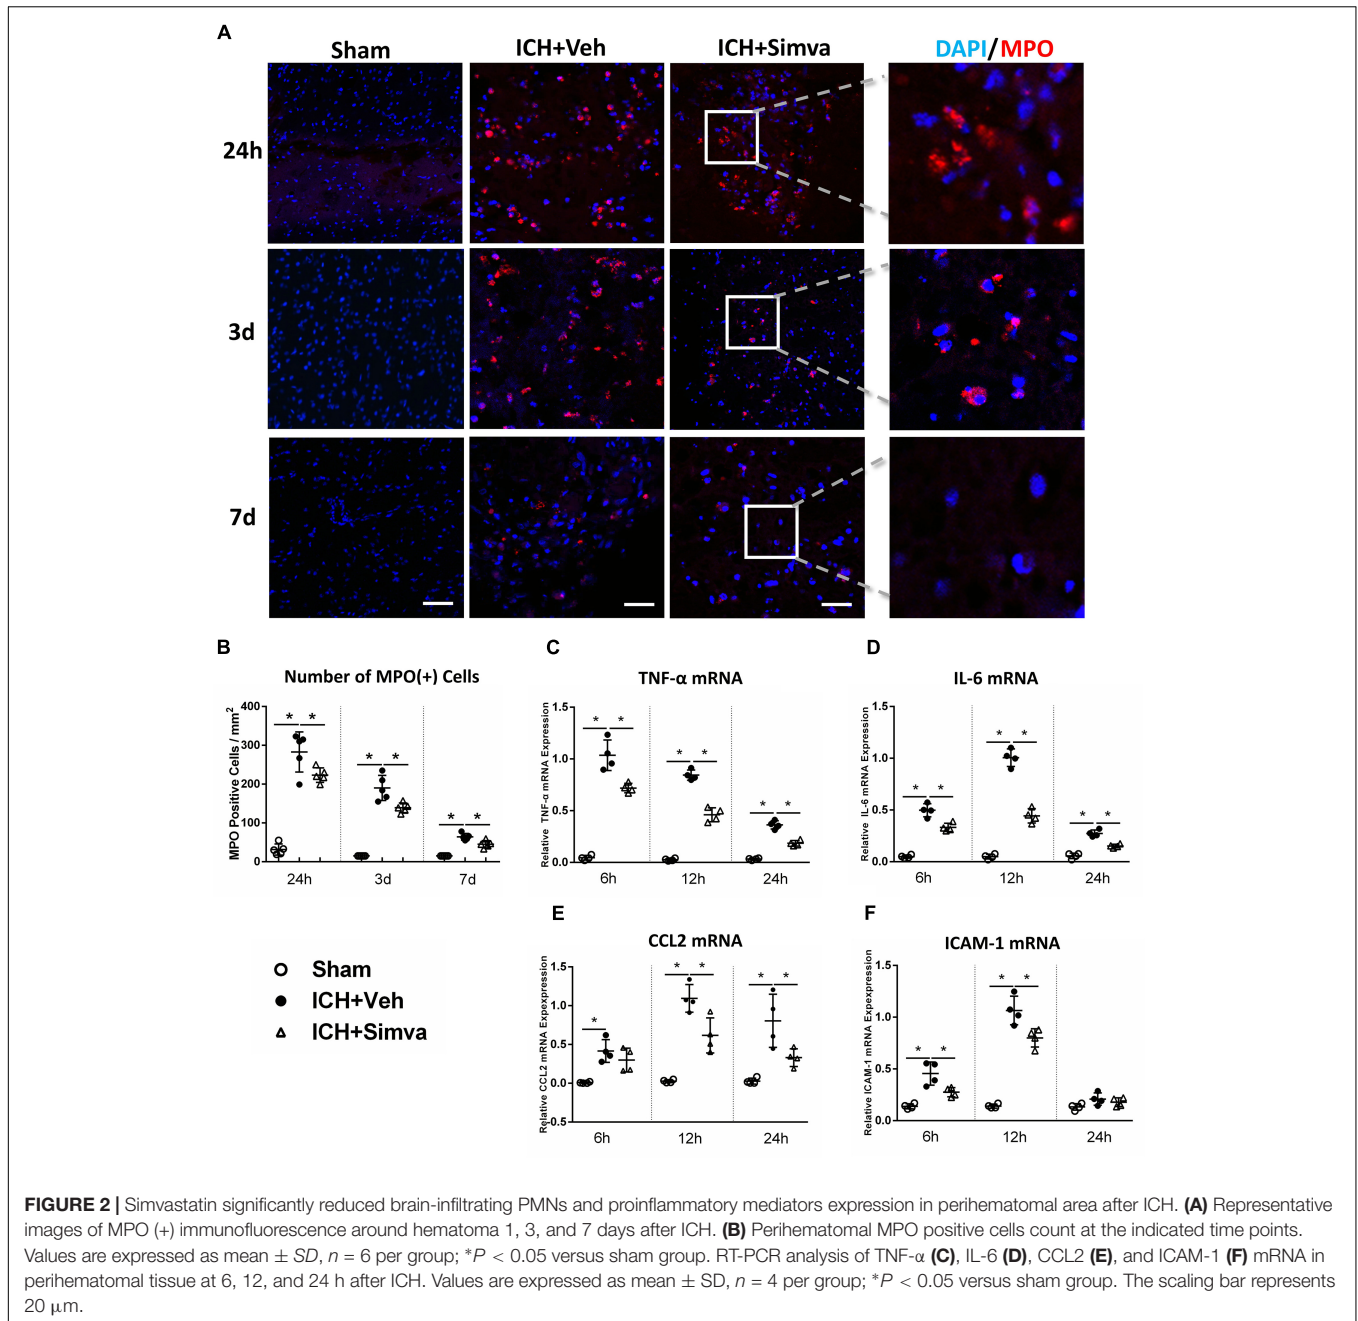 A
Sham
ICH+Veh
ICH+Simva
DAPI/MPO
24h
3d
7d
B
Number of MPO(+) Cells
MPO Positive Cells / mm2
400
300
200
100
0
* *
* *
* *
24h 3d 7d
C
TNF-α mRNA
Relative TNF-α mRNA Expression
1.5
1.0
0.5
0.0
* *
* *
* *
6h 12h 24h
D
IL-6 mRNA
Relative IL-6 mRNA Expression
1.5
1.0
0.5
0.0
* *
* *
* *
6h 12h 24h
Sham
ICH+Veh
ICH+Simva
E
CCL2 mRNA
Relative CCL2 mRNA Expexpression
1.5
1.0
0.5
0.0
-0.5
*
* *
* *
6h 12h 24h
F
ICAM-1 mRNA
Relative ICAM-1 mRNA Expexpression
1.5
1.0
0.5
0.0
* *
* *
6h 12h 24h
FIGURE 2 | Simvastatin significantly reduced brain-infiltrating PMNs and proinflammatory mediators expression in perihematomal area after ICH. (A) Representative
images of MPO (+) immunofluorescence around hematoma 1, 3, and 7 days after ICH. (B) Perihematomal MPO positive cells count at the indicated time points.
Values are expressed as mean ± SD, n = 6 per group; *P < 0.05 versus sham group. RT-PCR analysis of TNF-α (C), IL-6 (D), CCL2 (E), and ICAM-1 (F) mRNA in
perihematomal tissue at 6, 12, and 24 h after ICH. Values are expressed as mean ± SD, n = 4 per group; *P < 0.05 versus sham group. The scaling bar represents
20 μm.